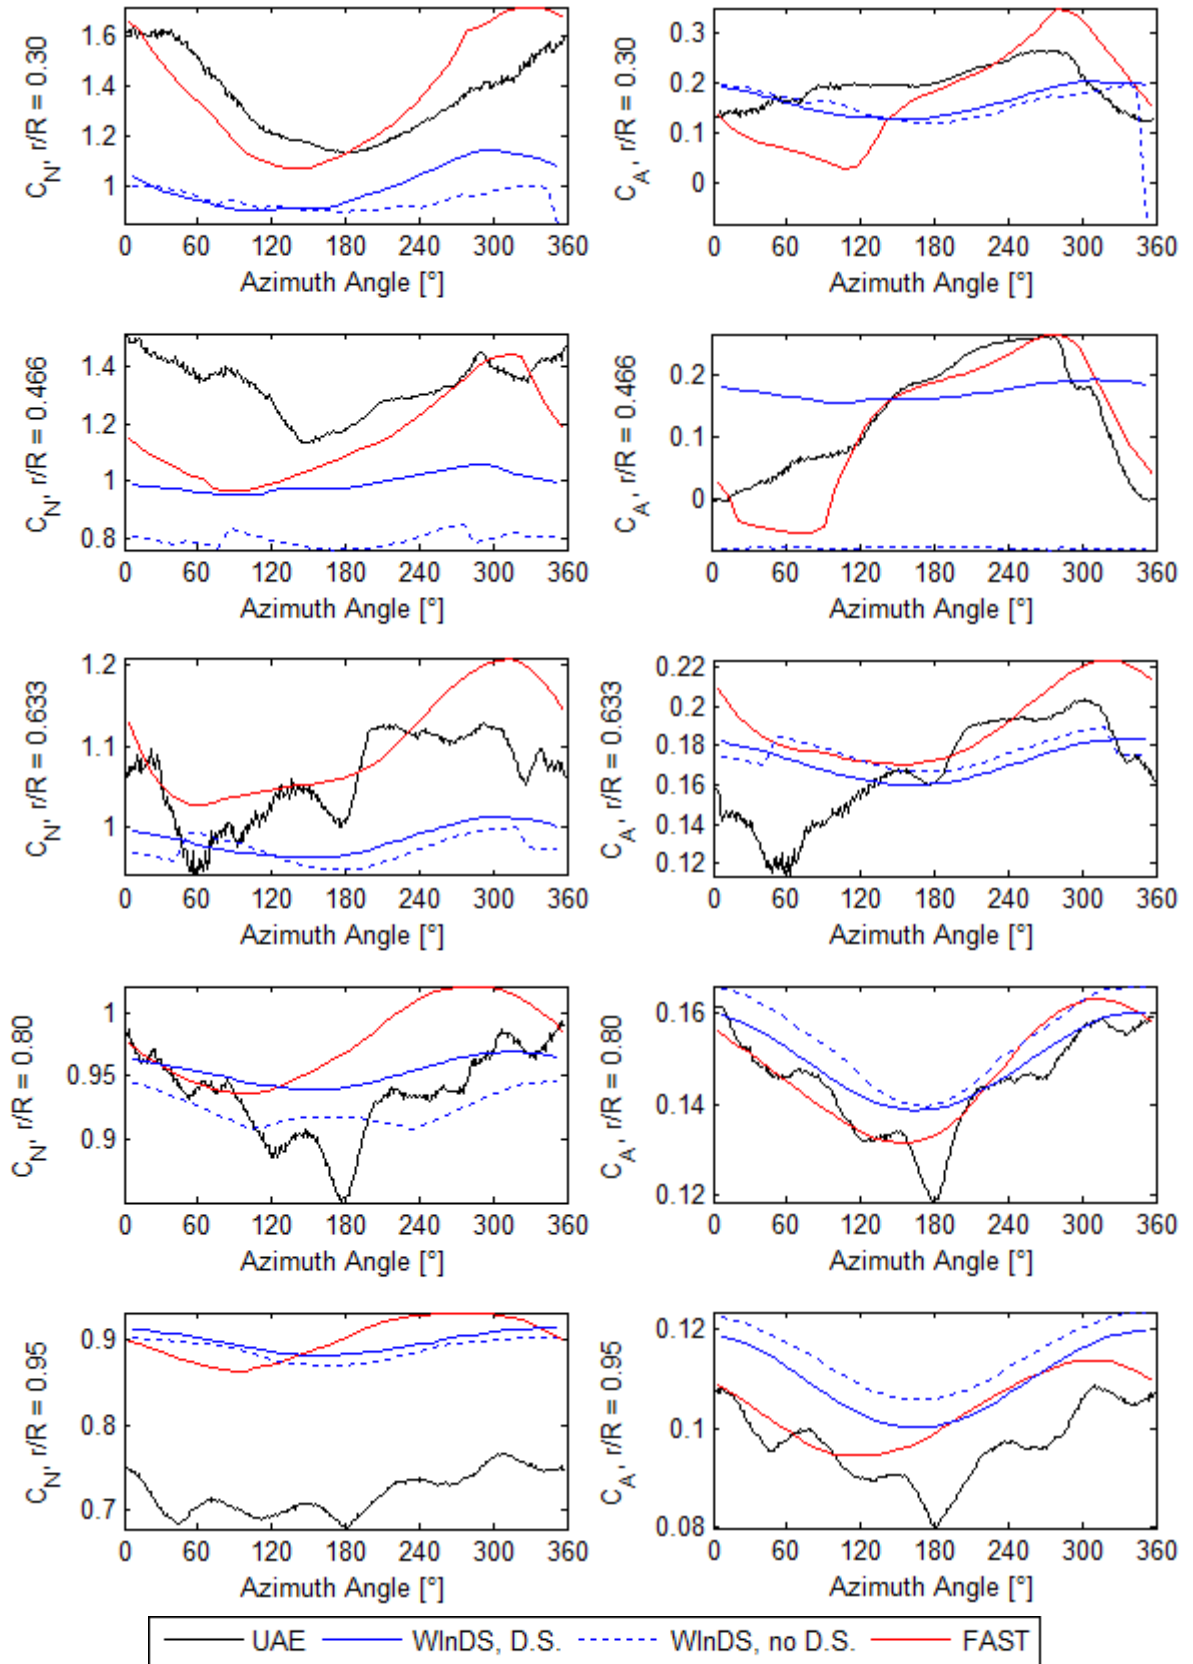 1.6
1.4
1.2
1
C_N, r/R = 0.30
0 60 120 180 240 300 360
Azimuth Angle [°]
0.3
0.2
0.1
0
C_A, r/R = 0.30
0 60 120 180 240 300 360
Azimuth Angle [°]
1.4
1.2
1
0.8
C_N, r/R = 0.466
0 60 120 180 240 300 360
Azimuth Angle [°]
0.2
0.1
0
C_A, r/R = 0.466
0 60 120 180 240 300 360
Azimuth Angle [°]
1.2
1.1
1
C_N, r/R = 0.633
0 60 120 180 240 300 360
Azimuth Angle [°]
0.22
0.2
0.18
0.16
0.14
0.12
C_A, r/R = 0.633
0 60 120 180 240 300 360
Azimuth Angle [°]
1
0.95
0.9
C_N, r/R = 0.80
0 60 120 180 240 300 360
Azimuth Angle [°]
0.16
0.14
0.12
C_A, r/R = 0.80
0 60 120 180 240 300 360
Azimuth Angle [°]
0.9
0.8
0.7
C_N, r/R = 0.95
0 60 120 180 240 300 360
Azimuth Angle [°]
0.12
0.1
0.08
C_A, r/R = 0.95
0 60 120 180 240 300 360
Azimuth Angle [°]
UAE WInDS, D.S. WInDS, no D.S. FAST